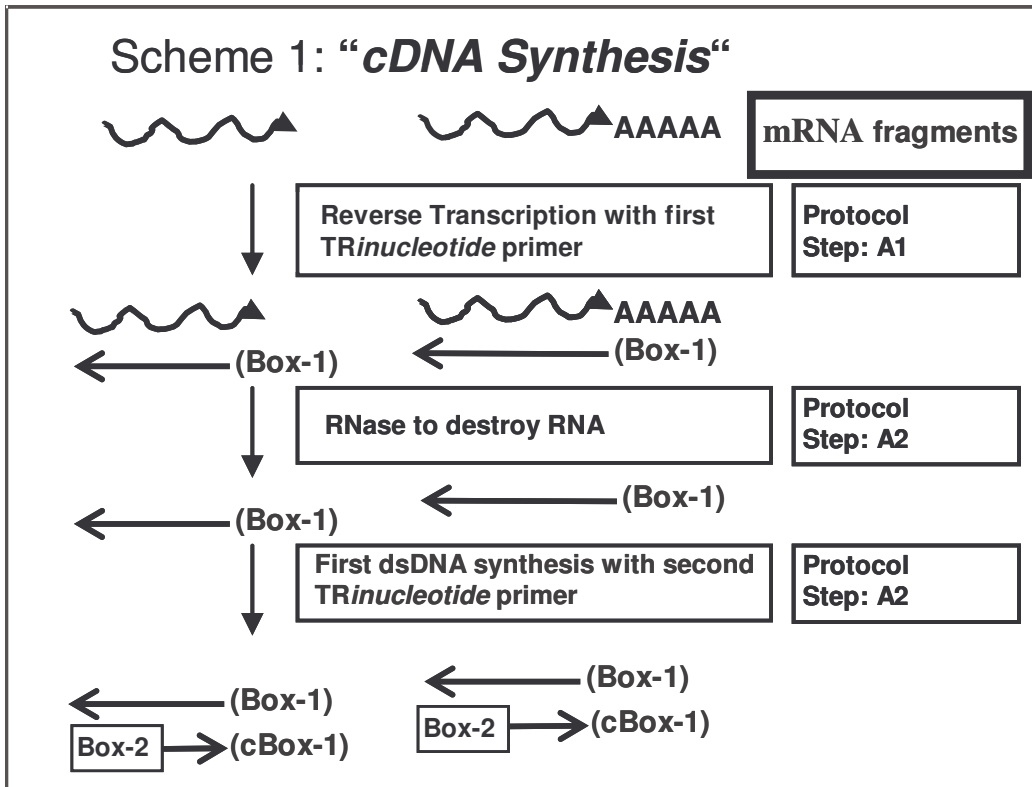 Scheme 1: “cDNA Synthesis“
AAAAA
mRNA fragments
Reverse Transcription with first
TRinucleotide primer
Protocol
Step: A1
AAAAA
(Box-1)
(Box-1)
RNase to destroy RNA
Protocol
Step: A2
(Box-1)
(Box-1)
First dsDNA synthesis with second
TRinucleotide primer
Protocol
Step: A2
(Box-1)
(Box-1)
Box-2
(cBox-1)
Box-2
(cBox-1)